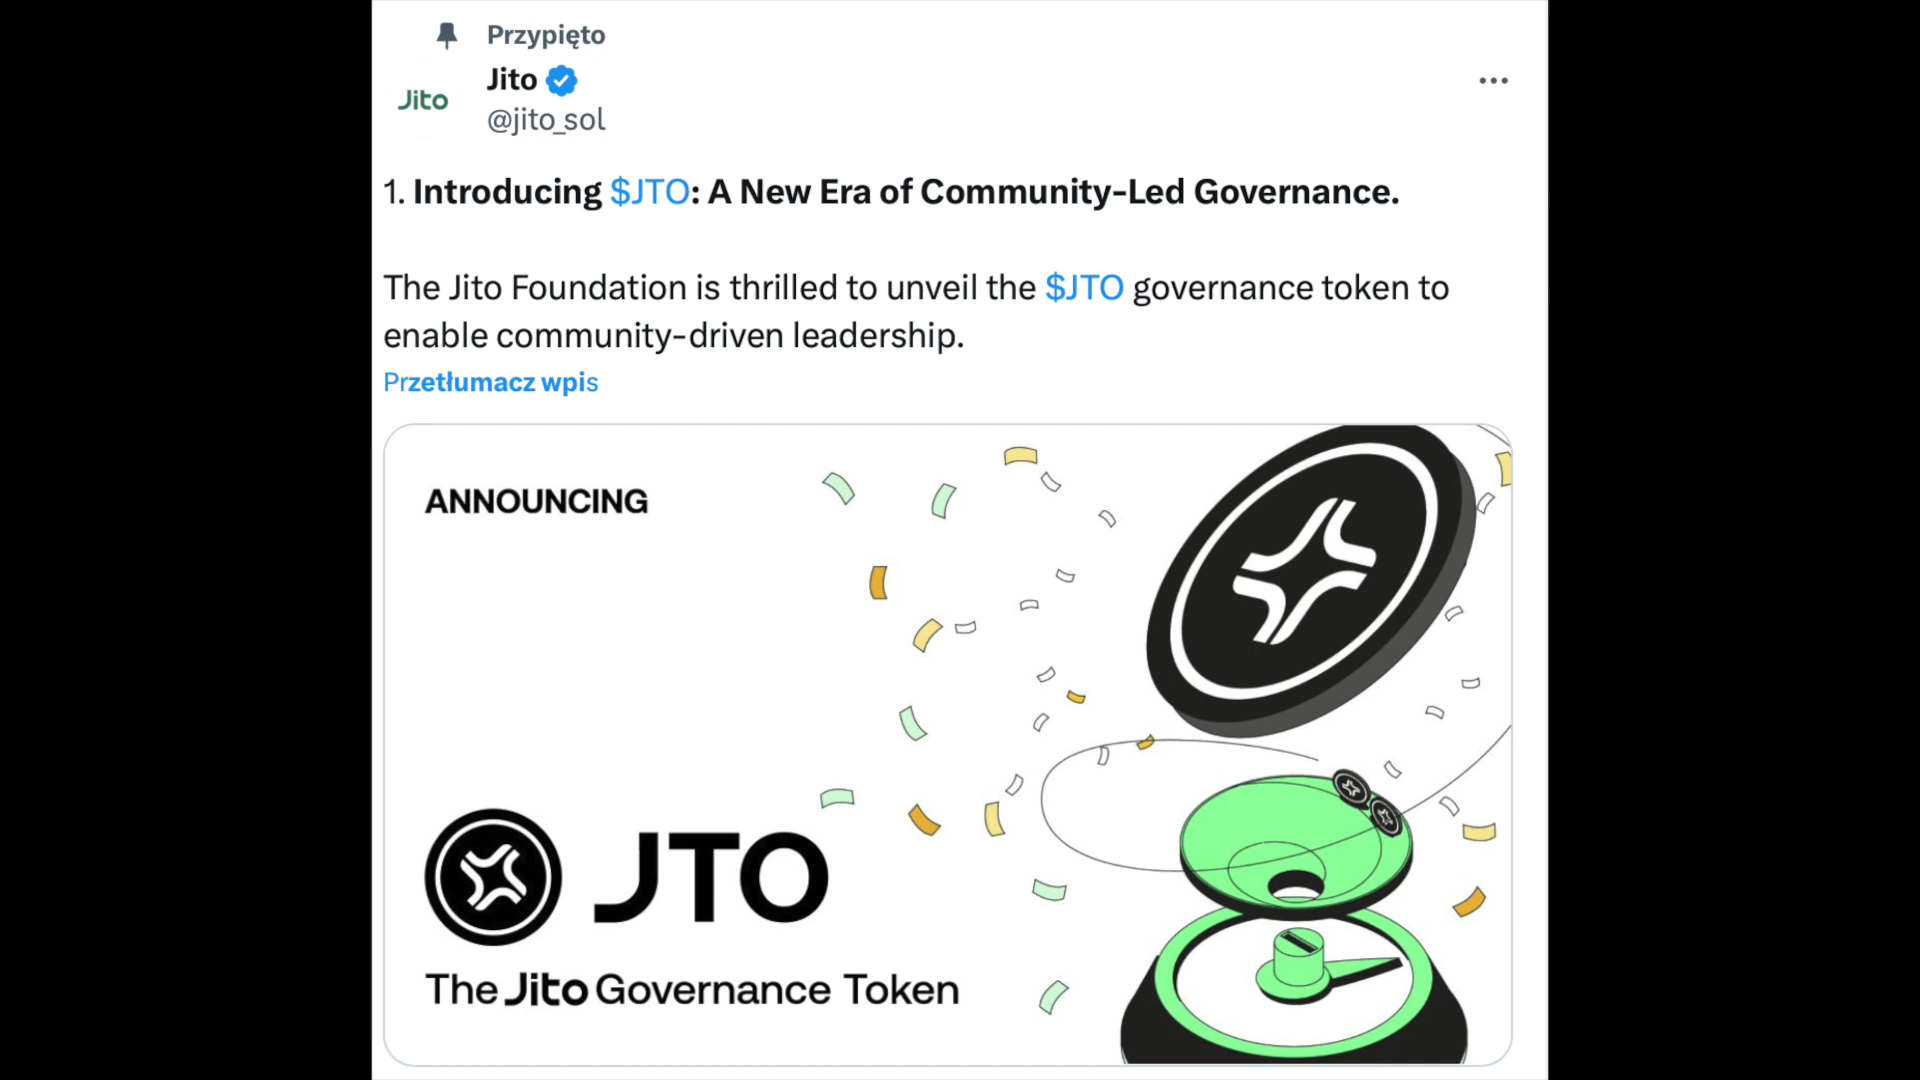 Przypięto
Jito
Jito
@jito_sol
1. Introducing $JTO: A New Era of Community-Led Governance.
The Jito Foundation is thrilled to unveil the $JTO governance token to
enable community-driven leadership.
Przetłumacz wpis
ANNOUNCING
JTO
The Jito Governance Token